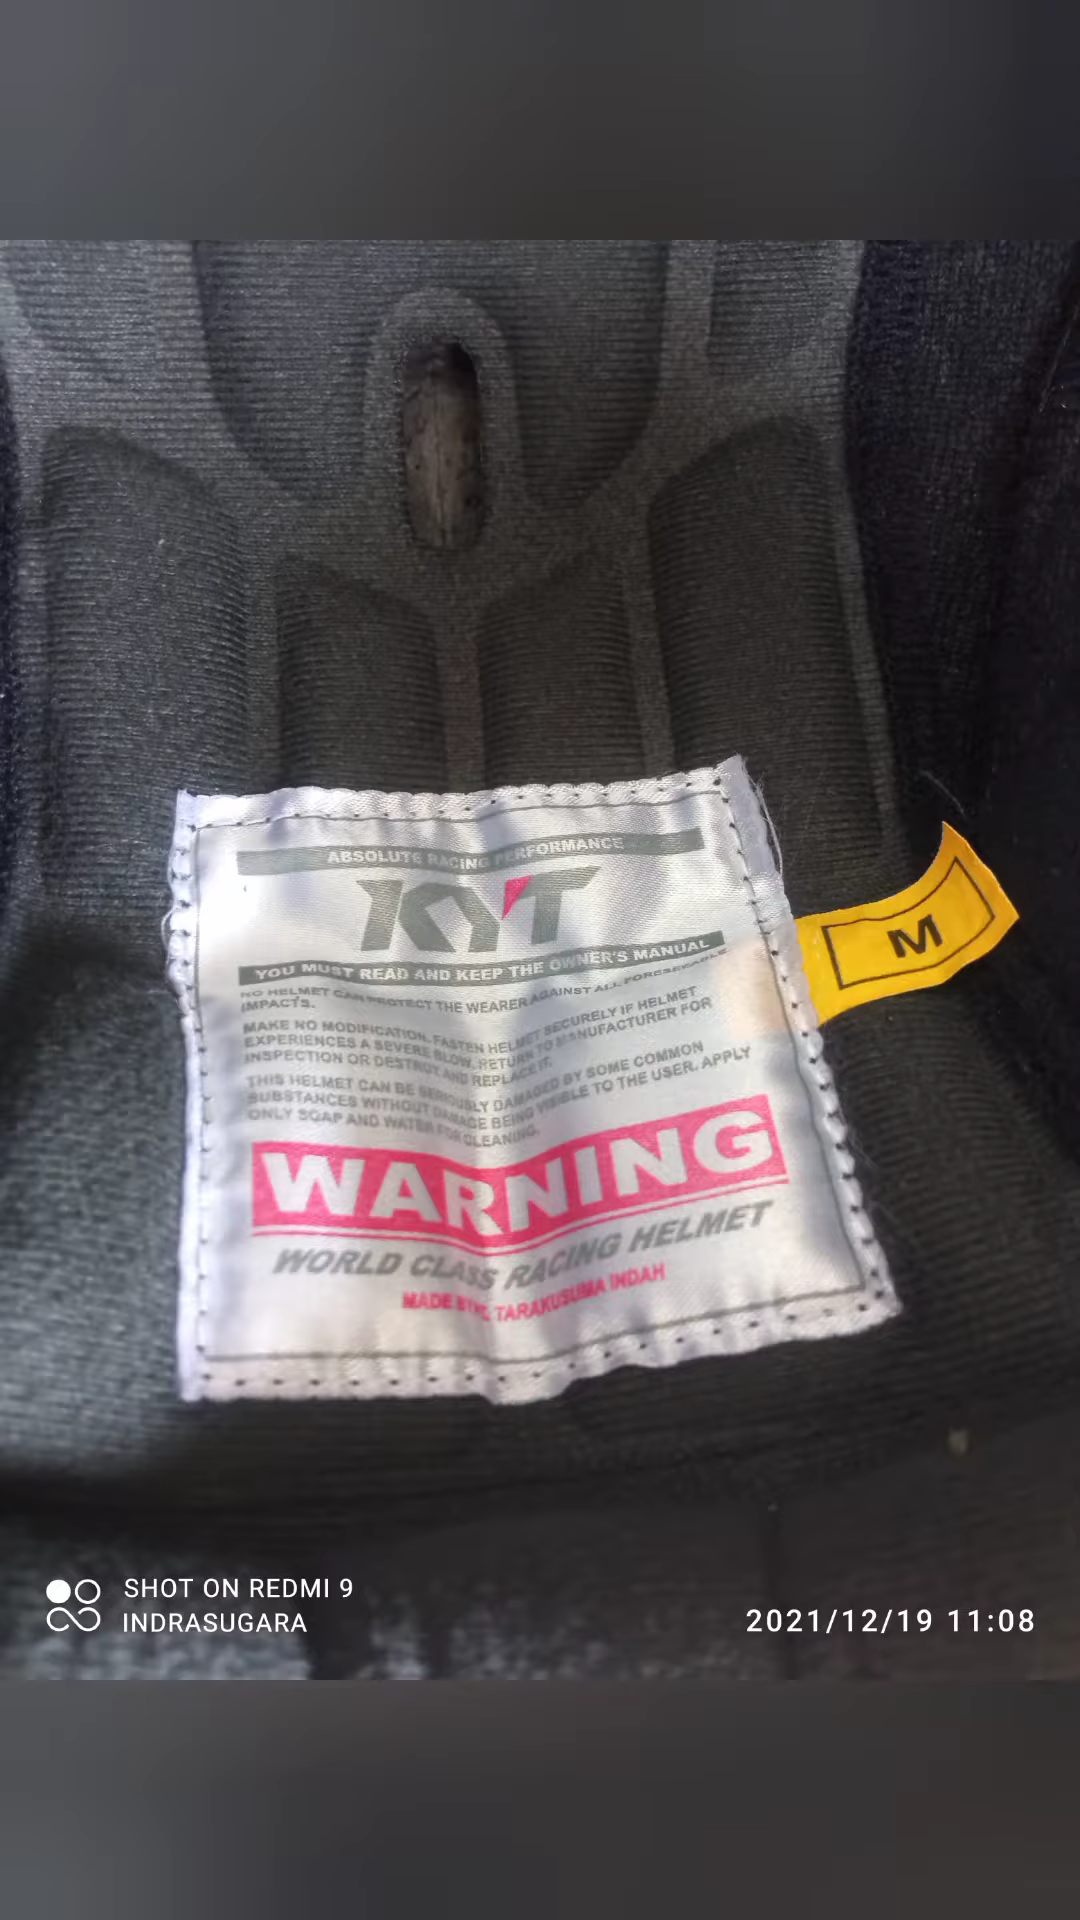 ABSOLUTE RACING PERFORMANCE
KYT
YOU MUST READ AND KEEP THE OWNER'S MANUAL
NO HELMET CAN PROTECT THE WEARER AGAINST ALL FORESEEABLE
IMPACTS.
MAKE NO MODIFICATION. FASTEN HELMET SECURELY IF HELMET
EXPERIENCES A SEVERE BLOW, RETURN TO MANUFACTURER FOR
INSPECTION OR DESTROY AND REPLACE IT.
THIS HELMET CAN BE SERIOUSLY DAMAGED BY SOME COMMON
SUBSTANCES WITHOUT DAMAGE BEING VISIBLE TO THE USER. APPLY
ONLY SOAP AND WATER FOR CLEANING.
WARNING
WORLD CLASS RACING HELMET
MADE BY TARAKUSUMA INDAH
M
SHOT ON REDMI 9
INDRASUGARA
2021/12/19 11:08